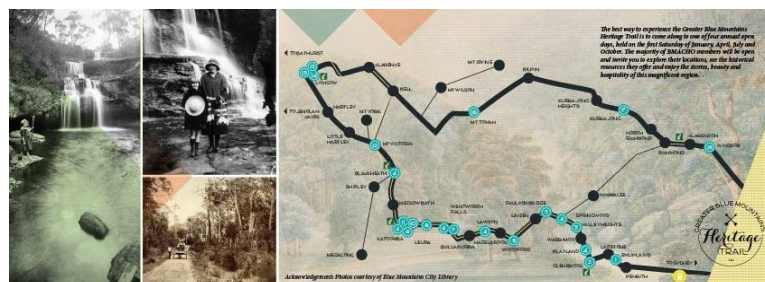 The best way to experience the Greater Blue Mountains
Heritage Trail is to come along to one of four annual open
days, held on the first Saturday of January, April, July and
October. The majority of BMACHO members will be open
and invite you to explore their locations, see the historical
resources they offer and enjoy the stories, beauty and
hospitality of this magnificent region.
TO BATHURST
LITHGOW
CLARENCE
BELL
MT IRVINE
MT WILSON
BILPIN
MT TOMAH
KURRAJONG
HEIGHTS
KURRAJONG
NORTH
RICHMOND
RICHMOND
CLARENDON
WINDSOR
TO JENOLAN
CAVES
HARTLEY
LITTLE
HARTLEY
MT YORK
MT VICTORIA
BLACKHEATH
SHIPLEY
MEDLOW BATH
KATOOMBA
LEURA
WENTWORTH
FALLS
BULLABURRA
LAWSON
HAZELBROOK
WOODFORD
LINDEN
FAULCONBRIDGE
SPRINGWOOD
VALLEY HEIGHTS
WINMALEE
WARRIMOO
BLAXLAND
GLENBROOK
LAPSTONE
EMU PLAINS
PENRITH
TO SYDNEY
MEGALONG
GREATER BLUE MOUNTAINS
Heritage
TRAIL
Acknowledgement: Photos courtesy of Blue Mountains City Library